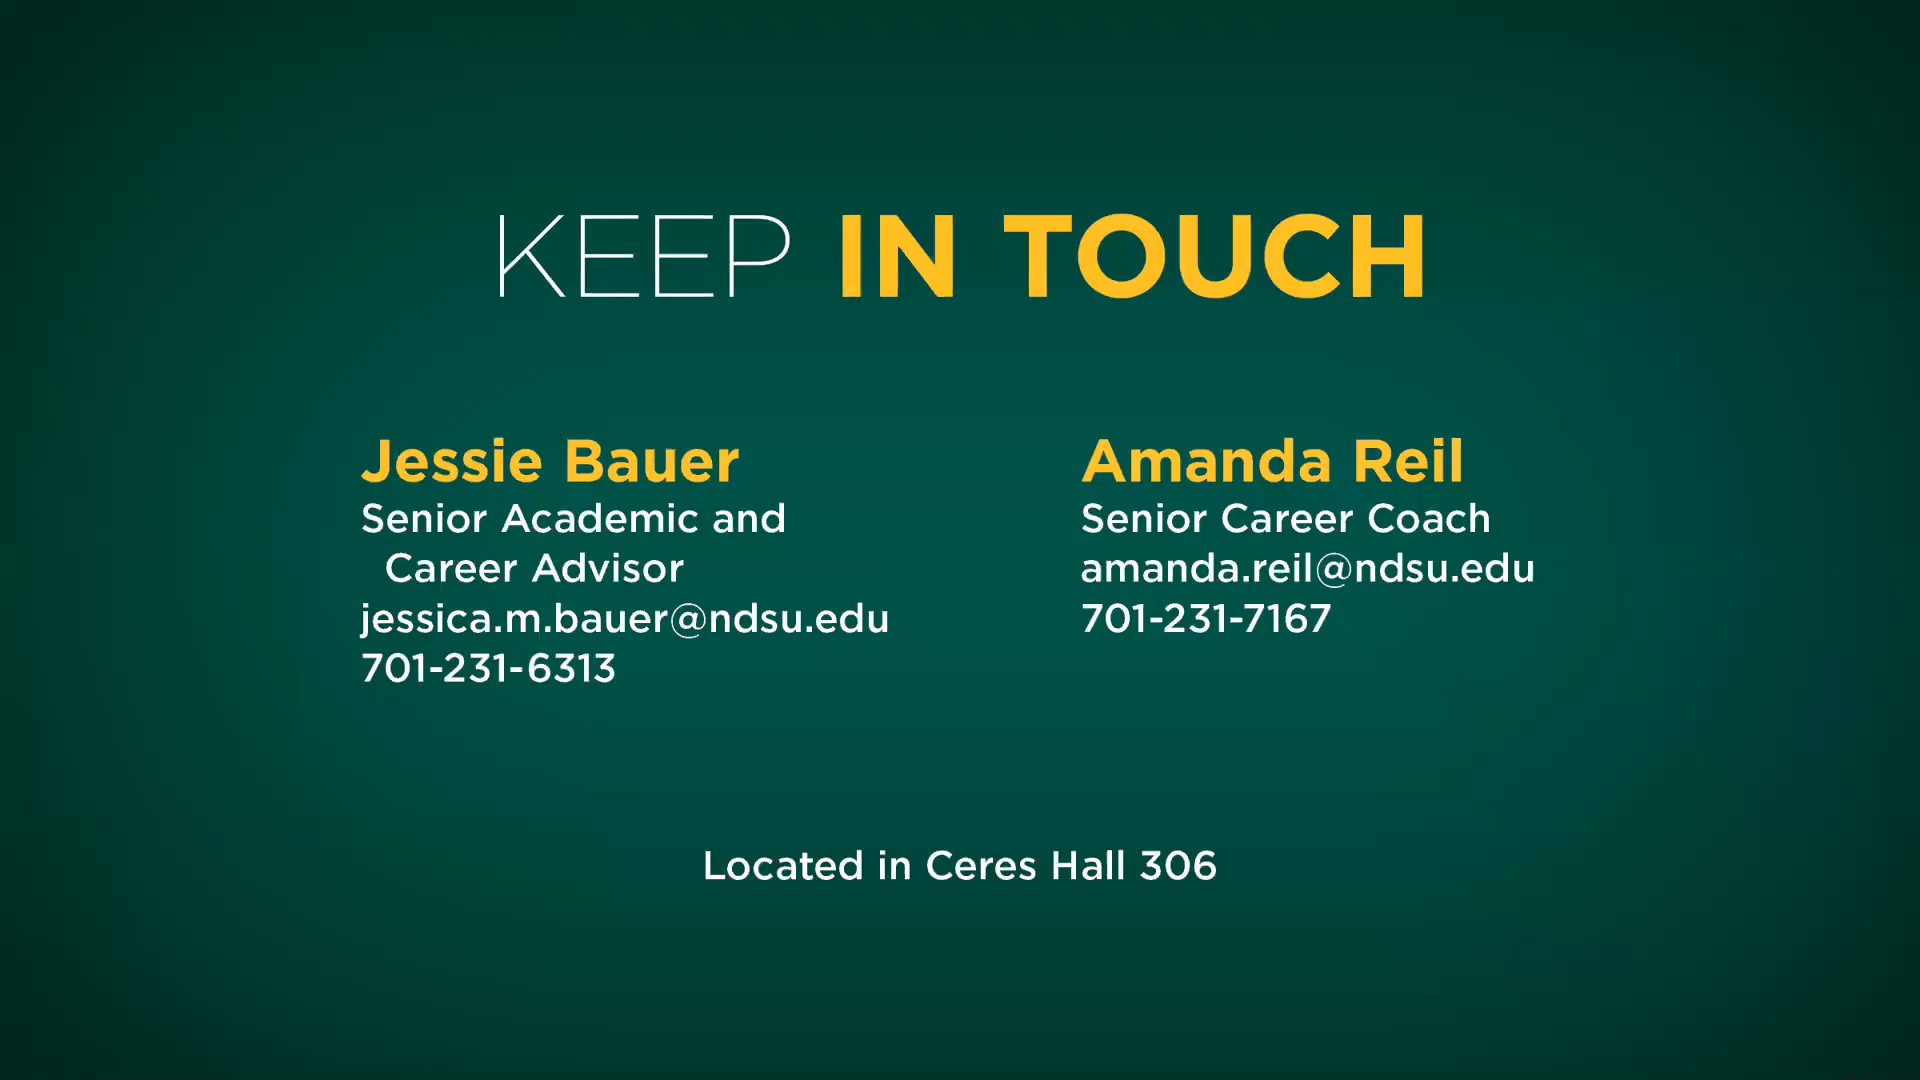 KEEP IN TOUCH
Jessie Bauer
Senior Academic and
Career Advisor
jessica.m.bauer@ndsu.edu
701-231-6313
Amanda Reil
Senior Career Coach
amanda.reil@ndsu.edu
701-231-7167
Located in Ceres Hall 306